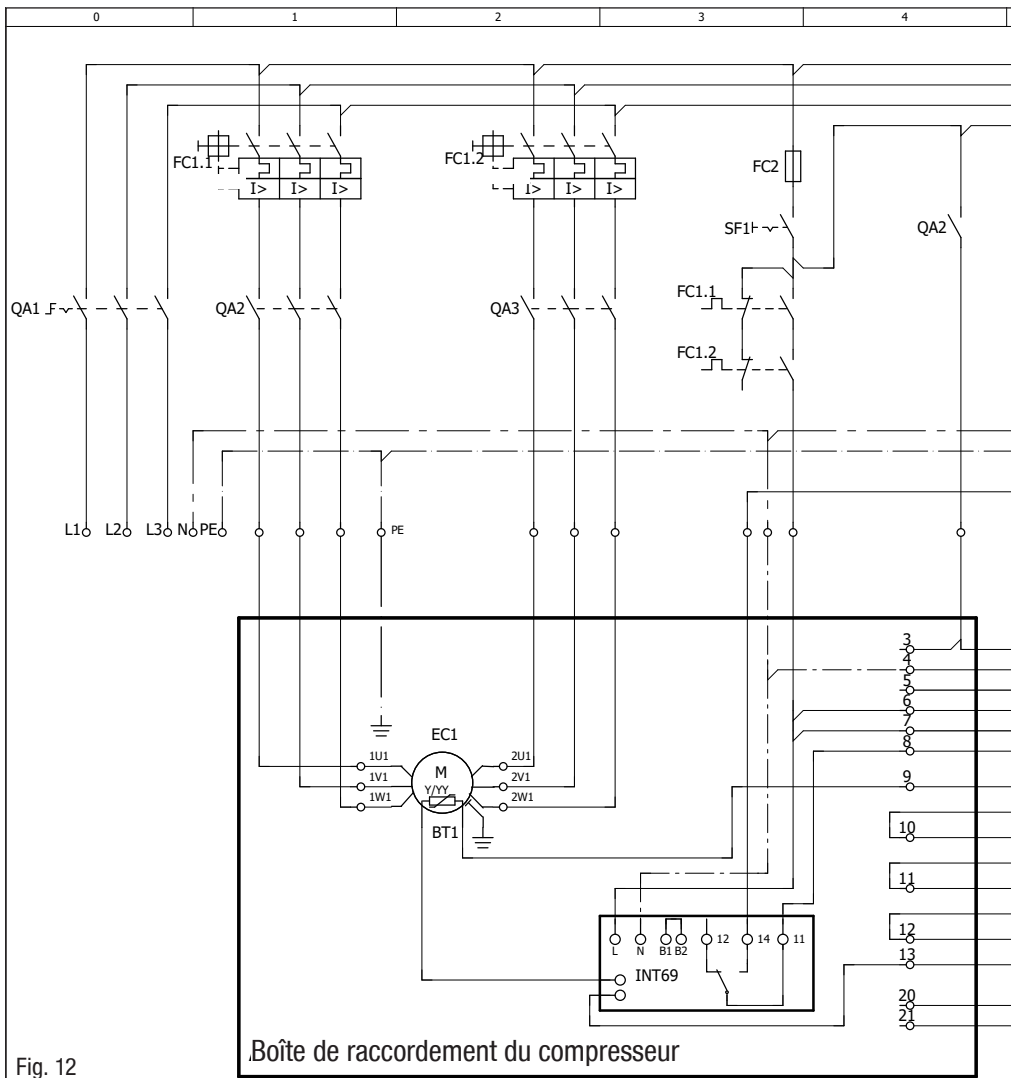 0 1 2 3 4
FC1.1 FC1.2 FC2
I> I> I> I> I> I>
SF1 QA2
QA1 QA2 QA3 FC1.1
FC1.2
L1 L2 L3 N PE PE
3
4
5
6
7
8
EC1
1U1 2U1
M
1V1 2V1 9
Y/YY
1W1 2W1
BT1
10
11
12
L N B1 B2 12 14 11
13
INT69
20
21
Boîte de raccordement du compresseur
Fig. 12